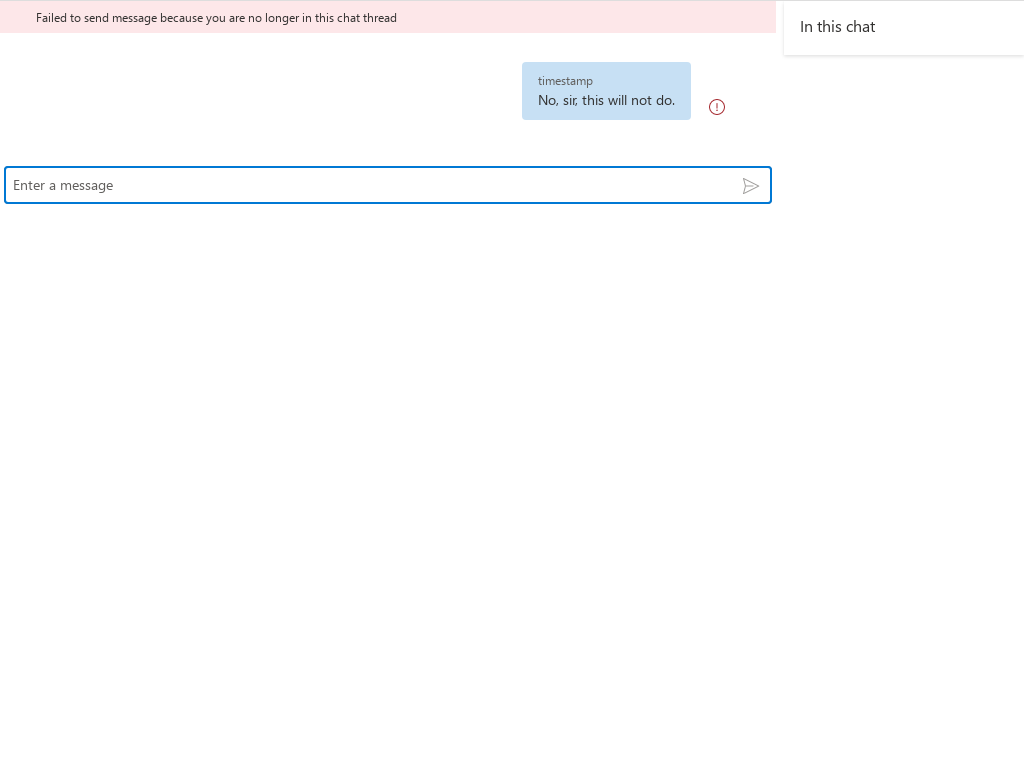 Failed to send message because you are no longer in this chat thread
In this chat
timestamp
No, sir, this will not do.
Enter a message